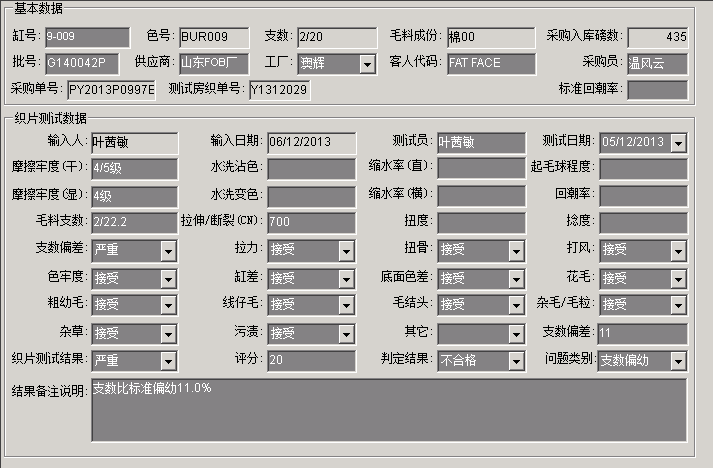 基本数据
缸号: 9-009 色号: BUR009 支数: 2/20 毛料成份: 棉00 采购入库磅数: 435
批号: G140042P 供应商: 山东FOB厂 工厂: 奥辉 客人代码: FAT FACE 采购员: 温风云
采购单号: PY2013P0997E 测试房织单号: Y1312029 标准回潮率:
织片测试数据
输入人: 叶茜敏 输入日期: 06/12/2013 测试员: 叶茜敏 测试日期: 05/12/2013
摩擦牢度(干): 4/5级 水洗沾色: 缩水率(直): 起毛球程度:
摩擦牢度(显): 4级 水洗变色: 缩水率(横): 回潮率:
毛料支数: 2/22.2 拉伸/断裂(CN): 700 扭度: 捻度:
支数偏差: 严重 拉力: 接受 扭骨: 接受 打风: 接受
色牢度: 接受 缸差: 接受 底面色差: 接受 花毛: 接受
粗幼毛: 接受 线仔毛: 接受 毛结头: 接受 杂毛/毛粒: 接受
杂草: 接受 污渍: 接受 其它: 支数偏差: 11
织片测试结果: 严重 评分: 20 判定结果: 不合格 问题类别: 支数偏幼
结果备注说明: 支数比标准偏幼11.0%